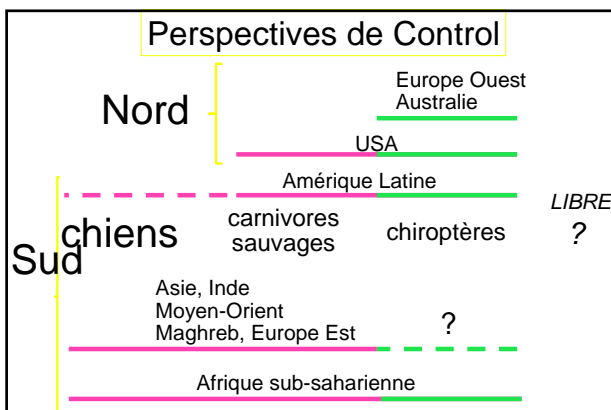 Perspectives de Control
Europe Ouest
Australie
Nord
USA
Amérique Latine
LIBRE
?
chiens
carnivores
sauvages
chiroptères
Sud
Asie, Inde
Moyen-Orient
Maghreb, Europe Est
?
Afrique sub-saharienne